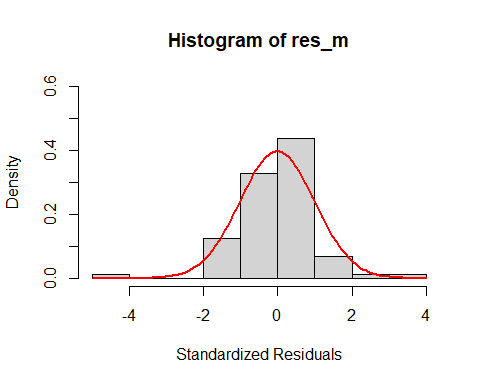 Histogram of res_m
Density
0.6
0.4
0.2
0.0
-4 -2 0 2 4
Standardized Residuals